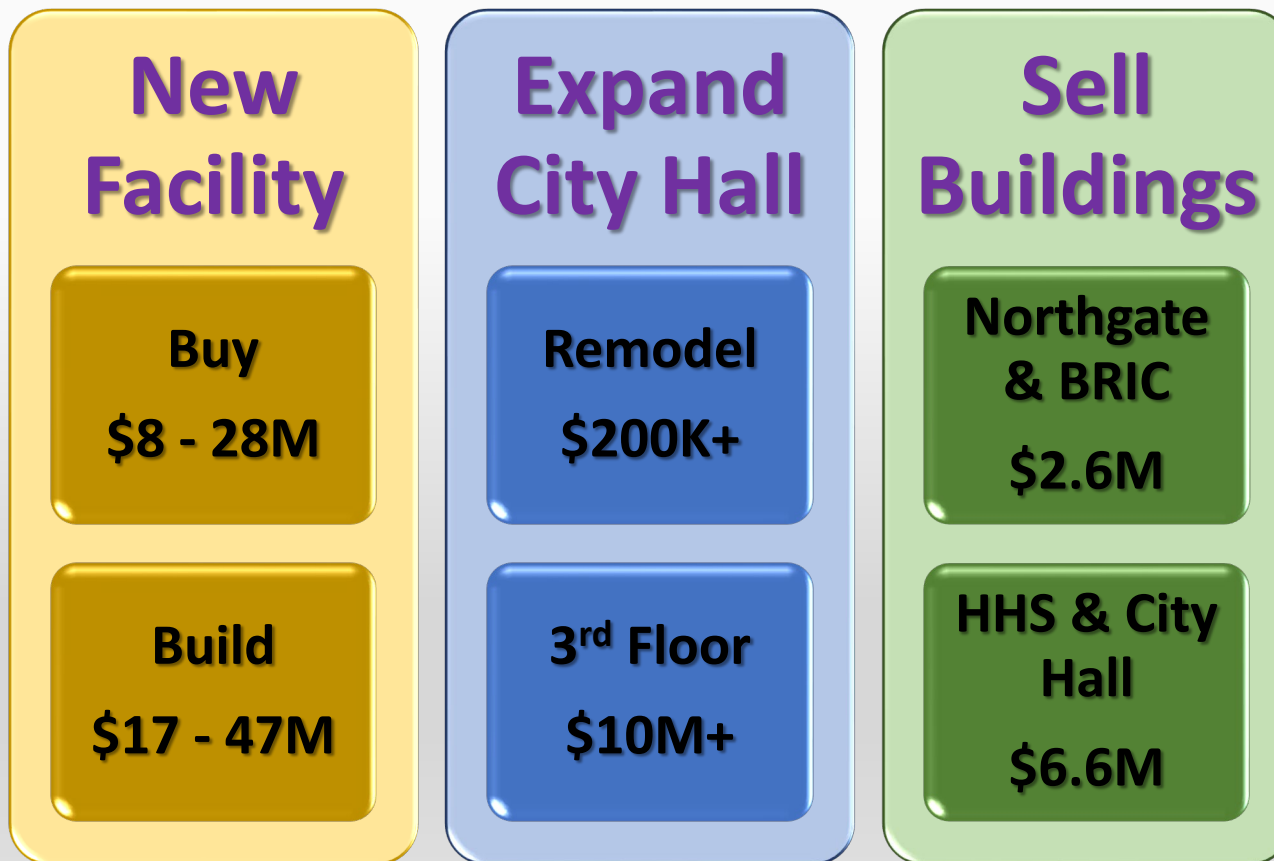 New
Facility
Buy
$8 - 28M
Build
$17 - 47M
Expand
City Hall
Remodel
$200K+
3rd Floor
$10M+
Sell
Buildings
Northgate
& BRIC
$2.6M
HHS & City
Hall
$6.6M